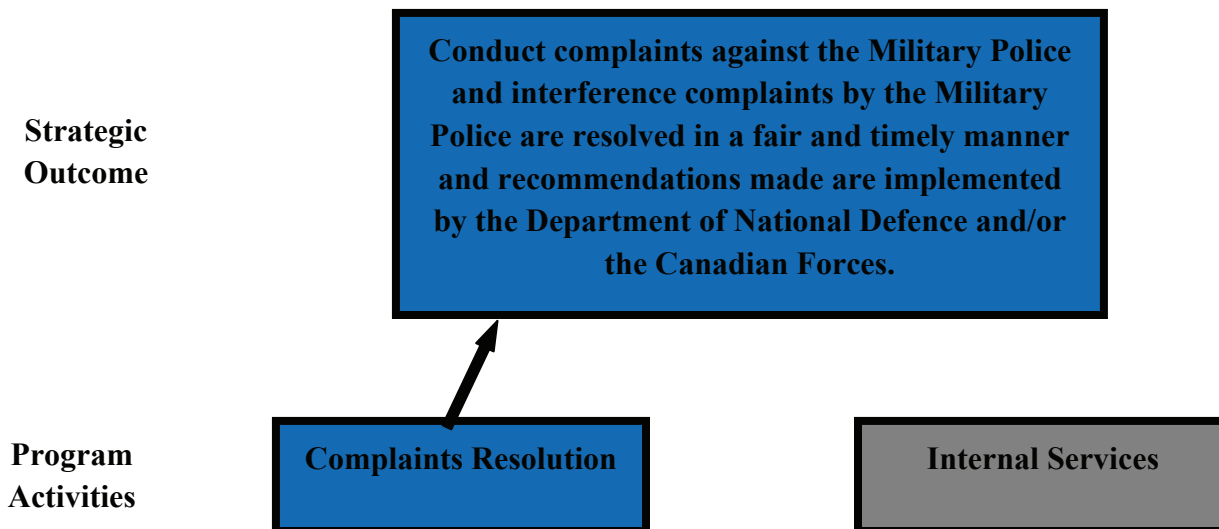 Strategic
Outcome
Conduct complaints against the Military Police
and interference complaints by the Military
Police are resolved in a fair and timely manner
and recommendations made are implemented
by the Department of National Defence and/or
the Canadian Forces.
Program
Activities
Complaints Resolution
Internal Services